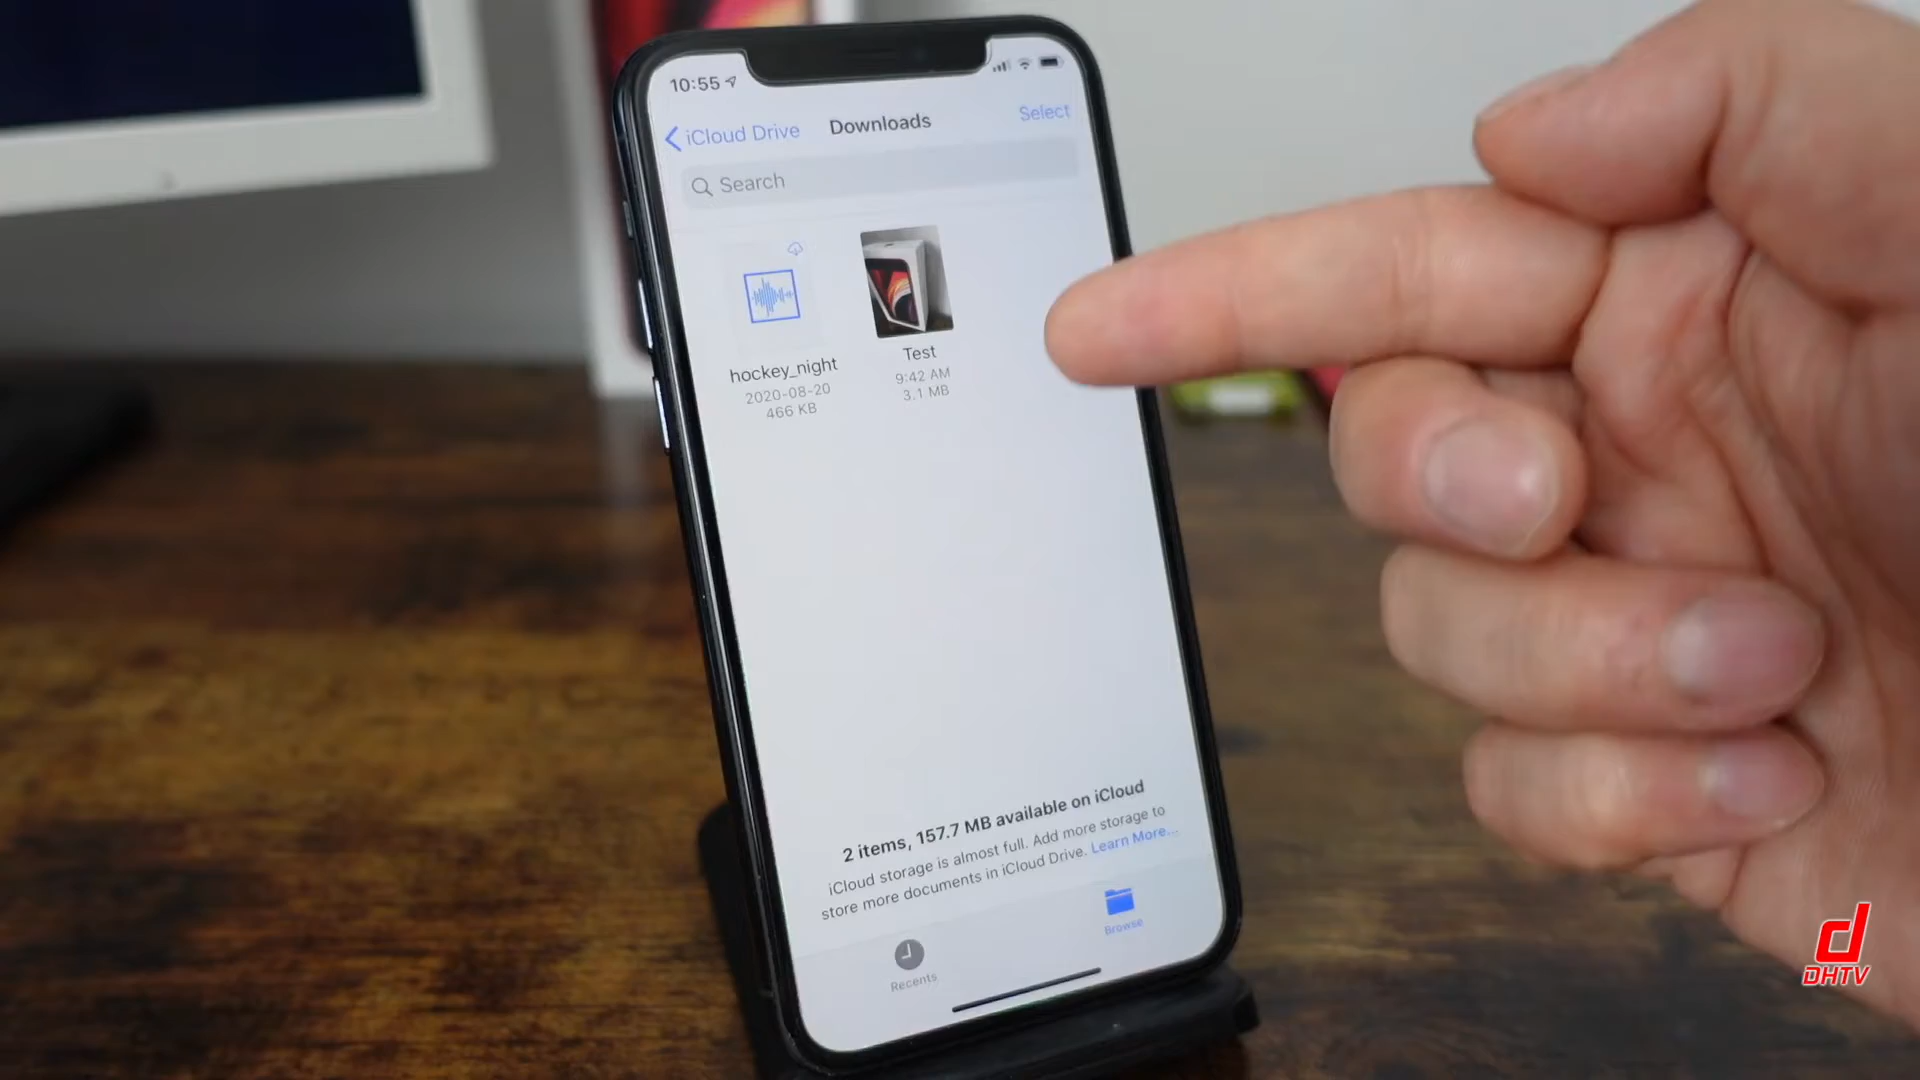 10:55
iCloud Drive
Downloads
Select
Search
hockey_night
2020-08-20
466 KB
Test
9:42 AM
3.1 MB
2 items, 157.7 MB available on iCloud
iCloud storage is almost full. Add more storage to
store more documents in iCloud Drive. Learn More...
Recents
Browse
d
DHTV